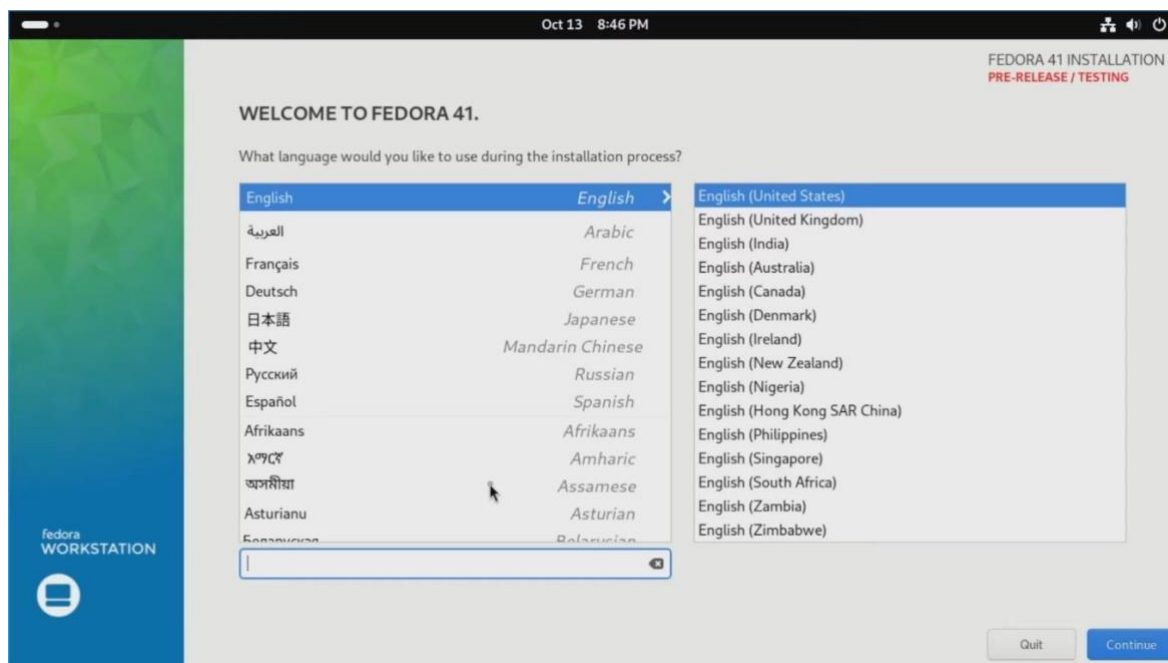 Oct 13 8:46 PM
FEDORA 41 INSTALLATION
PRE-RELEASE / TESTING
WELCOME TO FEDORA 41.
What language would you like to use during the installation process?
English English
العربية Arabic
Français French
Deutsch German
日本語 Japanese
中文 Mandarin Chinese
Русский Russian
Español Spanish
Afrikaans Afrikaans
አማርኛ Amharic
অসমীয়া Assamese
Asturianu Asturian
Беларуская Belarusian
English (United States)
English (United Kingdom)
English (India)
English (Australia)
English (Canada)
English (Denmark)
English (Ireland)
English (New Zealand)
English (Nigeria)
English (Hong Kong SAR China)
English (Philippines)
English (Singapore)
English (South Africa)
English (Zambia)
English (Zimbabwe)
fedora
WORKSTATION
Quit
Continue